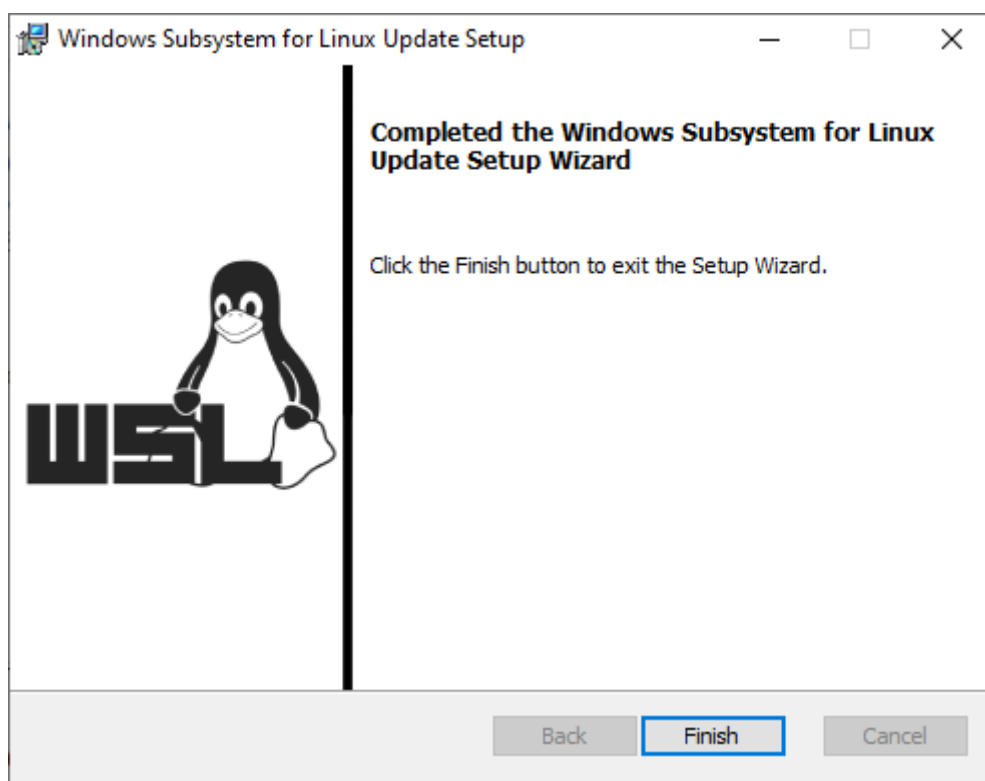 Windows Subsystem for Linux Update Setup
Completed the Windows Subsystem for Linux
Update Setup Wizard
Click the Finish button to exit the Setup Wizard.
WSL
Back
Finish
Cancel